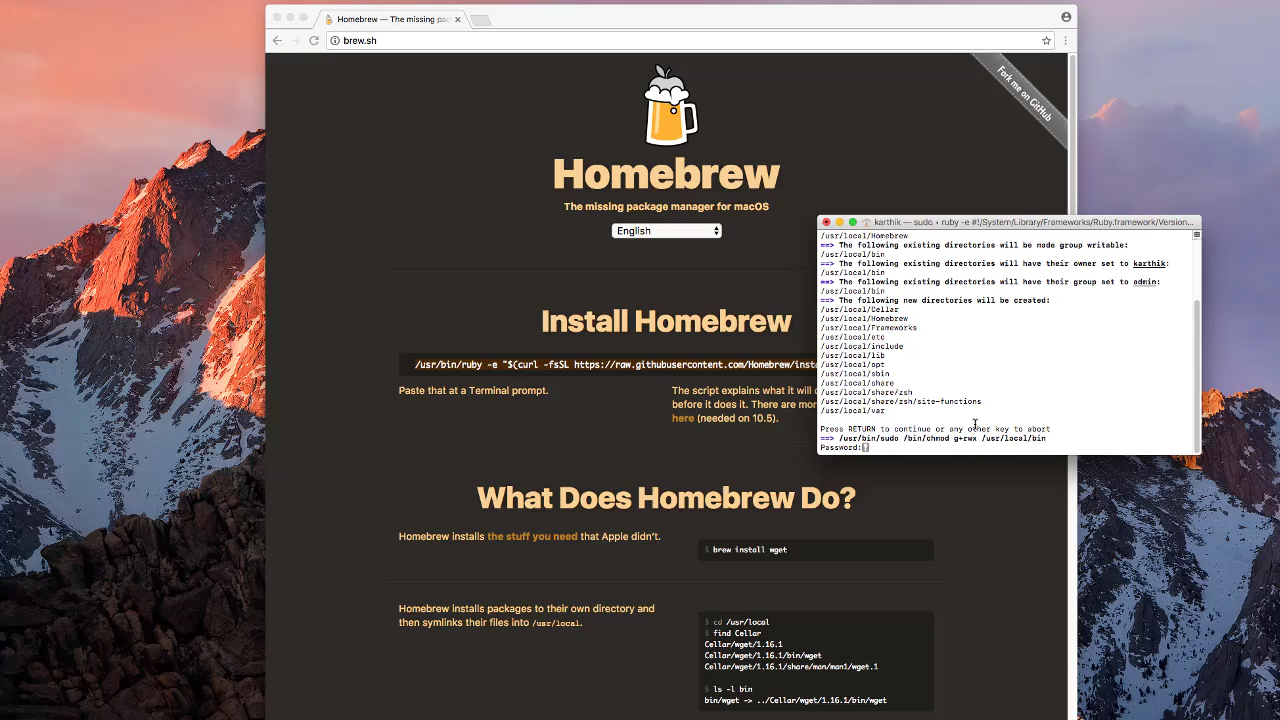 Homebrew — The missing pac
brew.sh
Fork me on GitHub
Homebrew
The missing package manager for macOS
English
Install Homebrew
/usr/bin/ruby -e "$(curl -fsSL https://raw.githubusercontent.com/Homebrew/inst
Paste that at a Terminal prompt.
The script explains what it will
before it does it. There are mor
here (needed on 10.5).
What Does Homebrew Do?
Homebrew installs the stuff you need that Apple didn't.
$ brew install wget
Homebrew installs packages to their own directory and
then symlinks their files into /usr/local.
$ cd /usr/local
$ find Cellar
Cellar/wget/1.16.1
Cellar/wget/1.16.1/bin/wget
Cellar/wget/1.16.1/share/man/man1/wget.1
$ ls -l bin
bin/wget -> ../Cellar/wget/1.16.1/bin/wget
karthik — sudo • ruby -e #!/System/Library/Frameworks/Ruby.framework/Version...
/usr/local/Homebrew
==> The following existing directories will be made group writable:
/usr/local/bin
==> The following existing directories will have their owner set to karthik:
/usr/local/bin
==> The following existing directories will have their group set to admin:
/usr/local/bin
==> The following new directories will be created:
/usr/local/Cellar
/usr/local/Homebrew
/usr/local/Frameworks
/usr/local/etc
/usr/local/include
/usr/local/lib
/usr/local/opt
/usr/local/sbin
/usr/local/share
/usr/local/share/zsh
/usr/local/share/zsh/site-functions
/usr/local/var
Press RETURN to continue or any other key to abort
==> /usr/bin/sudo /bin/chmod g+rwx /usr/local/bin
Password: